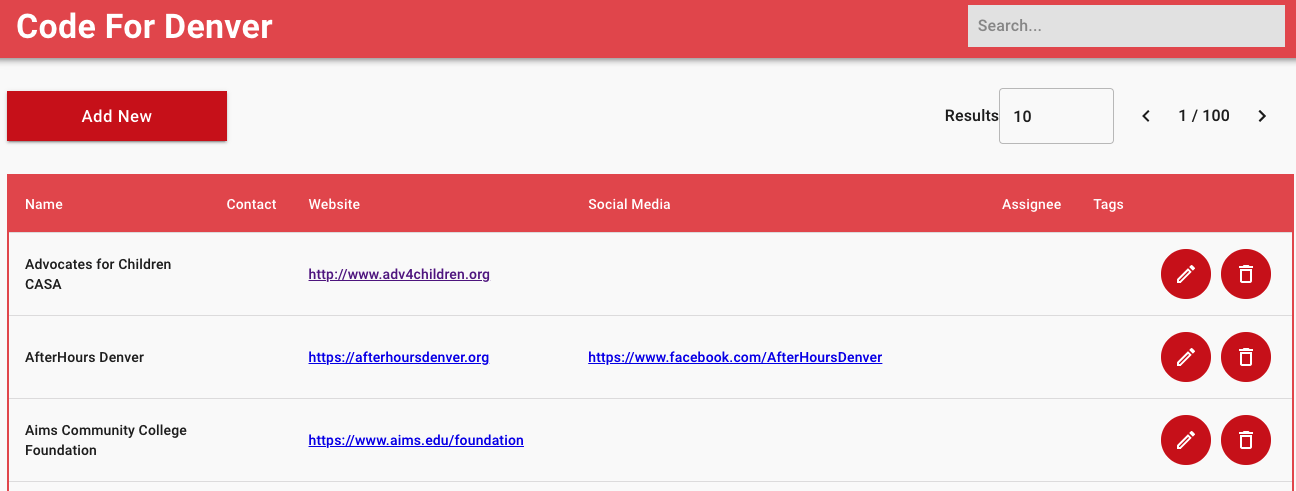 Code For Denver
Search...
Add New
Results 10 1 / 100
Name Contact Website Social Media Assignee Tags
Advocates for Children
CASA
http://www.adv4children.org
AfterHours Denver https://afterhoursdenver.org https://www.facebook.com/AfterHoursDenver
Aims Community College
Foundation
https://www.aims.edu/foundation